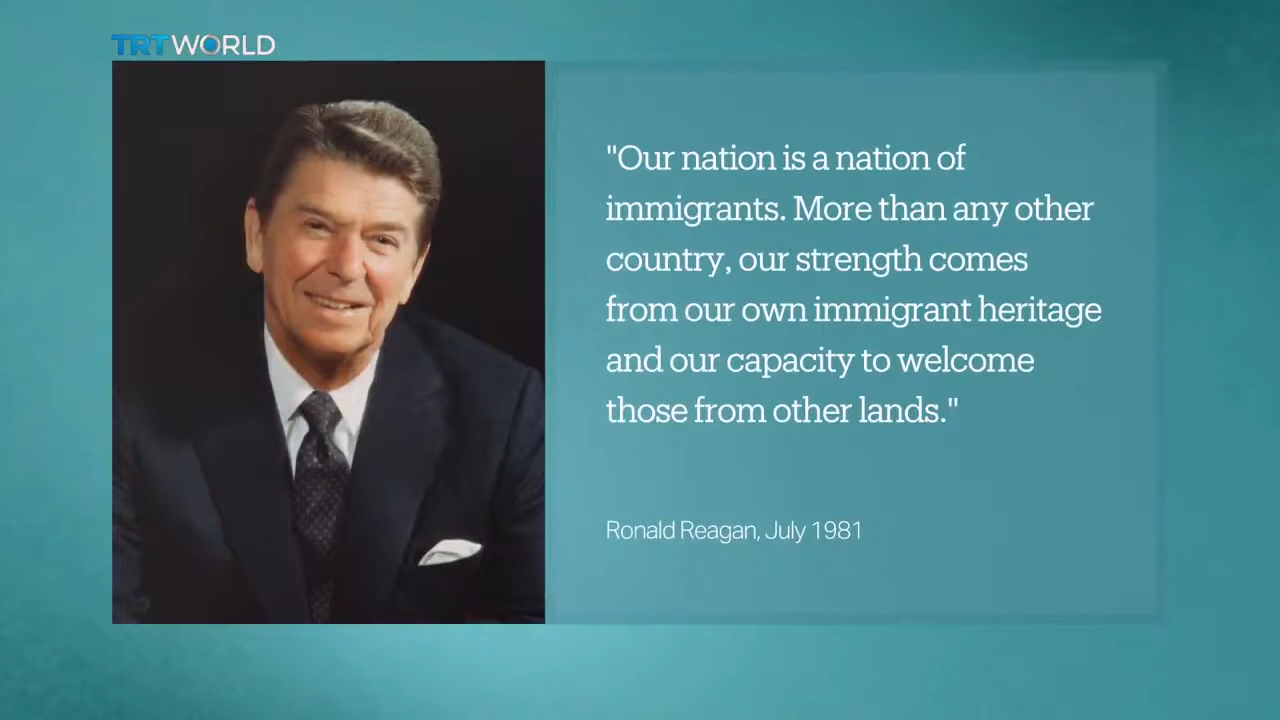 TRT WORLD
"Our nation is a nation of
immigrants. More than any other
country, our strength comes
from our own immigrant heritage
and our capacity to welcome
those from other lands."
Ronald Reagan, July 1981